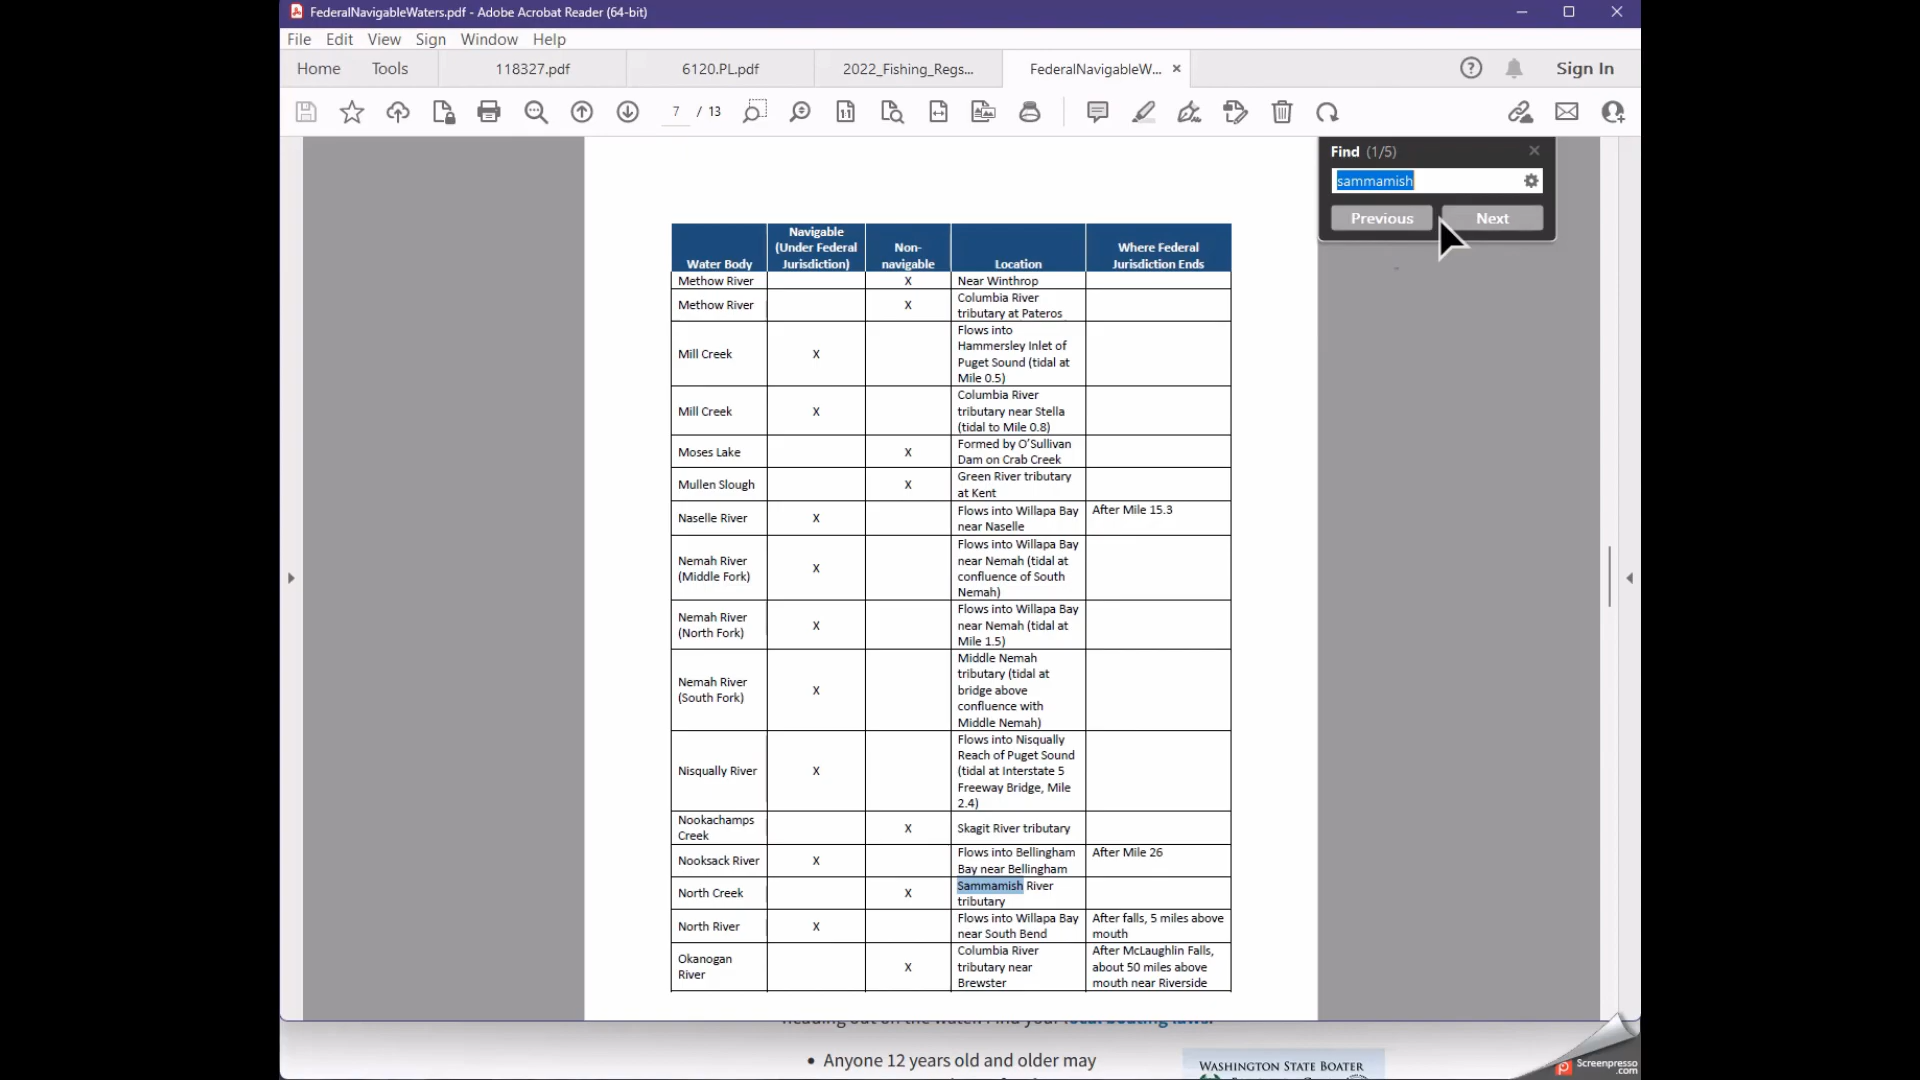 FederalNavigableWaters.pdf - Adobe Acrobat Reader (64-bit)
File Edit View Sign Window Help
Home Tools 118327.pdf 6120.PL.pdf 2022_Fishing_Regs... FederalNavigableW... Sign In
7 / 13
Find (1/5)
sammamish
Previous Next
Water Body
Navigable
(Under Federal
Jurisdiction)
Non-
navigable
Location
Where Federal
Jurisdiction Ends
Methow River X Near Winthrop
Methow River X Columbia River
tributary at Pateros
Mill Creek X Flows into
Hammersley Inlet of
Puget Sound (tidal at
Mile 0.5)
Mill Creek X Columbia River
tributary near Stella
(tidal to Mile 0.8)
Moses Lake X Formed by O'Sullivan
Dam on Crab Creek
Mullen Slough X Green River tributary
at Kent
Naselle River X Flows into Willapa Bay
near Naselle
After Mile 15.3
Nemah River
(Middle Fork)
X Flows into Willapa Bay
near Nemah (tidal at
confluence of South
Nemah)
Nemah River
(North Fork)
X Flows into Willapa Bay
near Nemah (tidal at
Mile 1.5)
Nemah River
(South Fork)
X Middle Nemah
tributary (tidal at
bridge above
confluence with
Middle Nemah)
Nisqually River X Flows into Nisqually
Reach of Puget Sound
(tidal at Interstate 5
Freeway Bridge, Mile
2.4)
Nookachamps
Creek
X Skagit River tributary
Nooksack River X Flows into Bellingham
Bay near Bellingham
After Mile 26
North Creek X Sammamish River
tributary
North River X Flows into Willapa Bay
near South Bend
After falls, 5 miles above
mouth
Okanogan
River
X Columbia River
tributary near
Brewster
After McLaughlin Falls,
about 50 miles above
mouth near Riverside
heading out on the water. Find your local boating laws.
• Anyone 12 years old and older may
WASHINGTON STATE BOATER
Screenpresso
.com